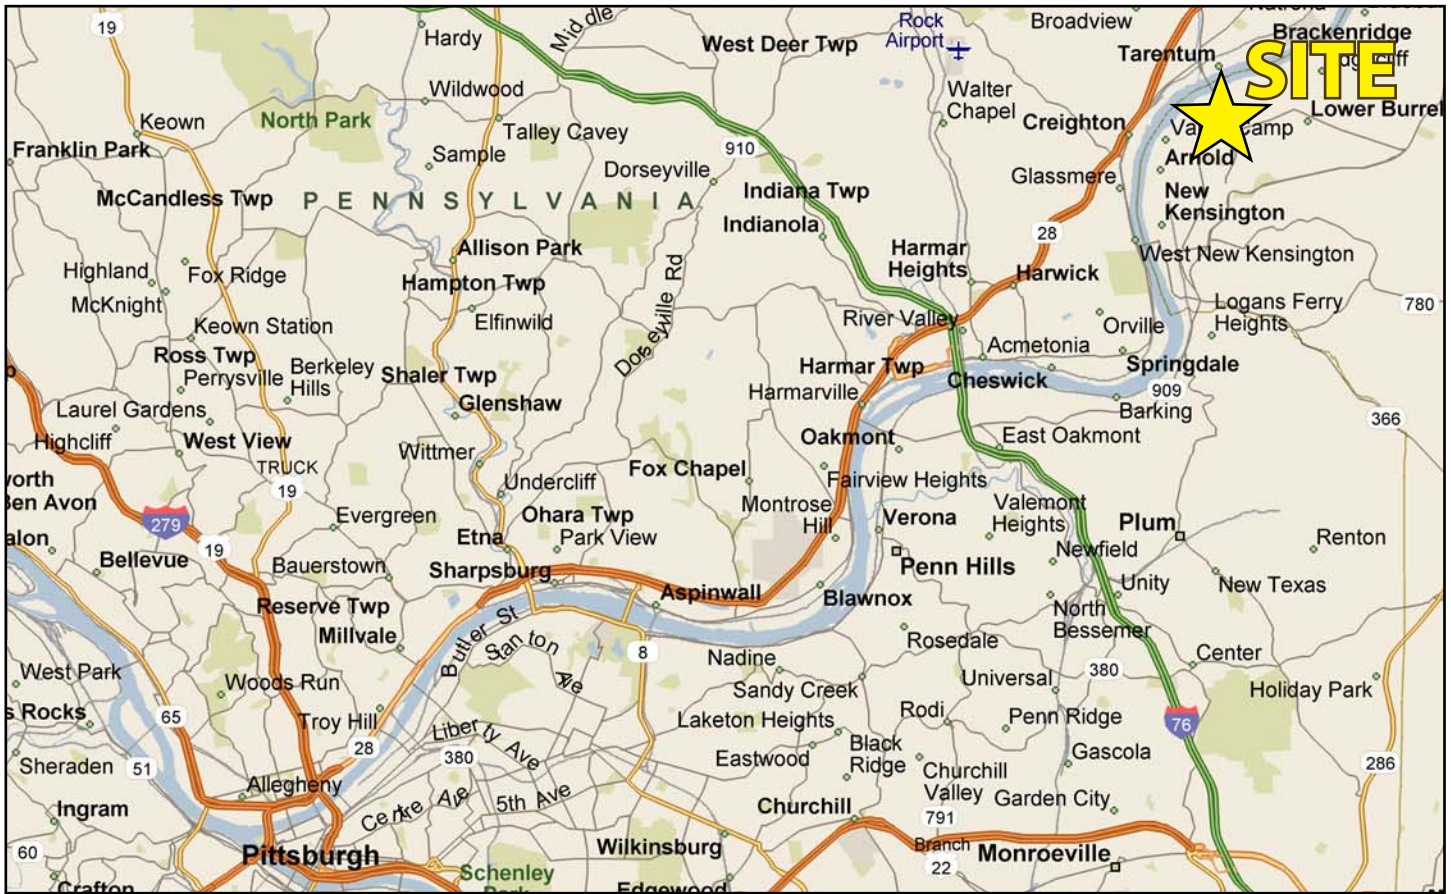 19
Hardy
Middle
West Deer Twp
Rock
Airport
Broadview
Tarentum
Brackenridge
SITE
Wildwood
North Park
Keown
Talley Cavey
Walter
Chapel
Creighton
Lower Burrel
Franklin Park
Sample
910
Dorseyville
Arnold
Glassmere
McCandless Twp
PENNSYLVANIA
Indiana Twp
Indianola
New
Kensington
28
Allison Park
Harmar
Heights
West New Kensington
Highland
Fox Ridge
McKnight
Hampton Twp
Harwick
Dorseyville Rd
Elfinwild
Logans Ferry
Heights
780
Keown Station
River Valley
Orville
Ross Twp
Perrysville
Berkeley
Hills
Shaler Twp
Acmetonia
Harmar Twp
Springdale
Cheswick
Harmarville
909
Laurel Gardens
Glenshaw
Barking
366
Highcliff
West View
Oakmont
East Oakmont
Wittmer
TRUCK
19
Fox Chapel
Undercliff
Fairview Heights
worth
Ben Avon
Montrose
Hill
Valemont
Heights
279
Evergreen
Ohara Twp
Park View
Verona
Plum
alon
19
Etna
Renton
Bellevue
Bauerstown
Sharpsburg
Penn Hills
Newfield
Unity
New Texas
Aspinwall
Blawnox
Reserve Twp
Millvale
Butler St
Stanton
Ave
8
Rosedale
North
Bessemer
Nadine
Center
West Park
Woods Run
Sandy Creek
Universal
380
Holiday Park
s Rocks
65
Troy Hill
Laketon Heights
Rodi
Penn Ridge
76
28
Liberty Ave
380
Eastwood
Black
Ridge
Gascola
Sheraden
51
Allegheny
Churchill
Valley
286
Centre Ave
5th Ave
Garden City
Ingram
Churchill
791
60
Pittsburgh
Wilkinsburg
Branch
22
Monroeville
Schenley
Park
Crafton
Edgewood